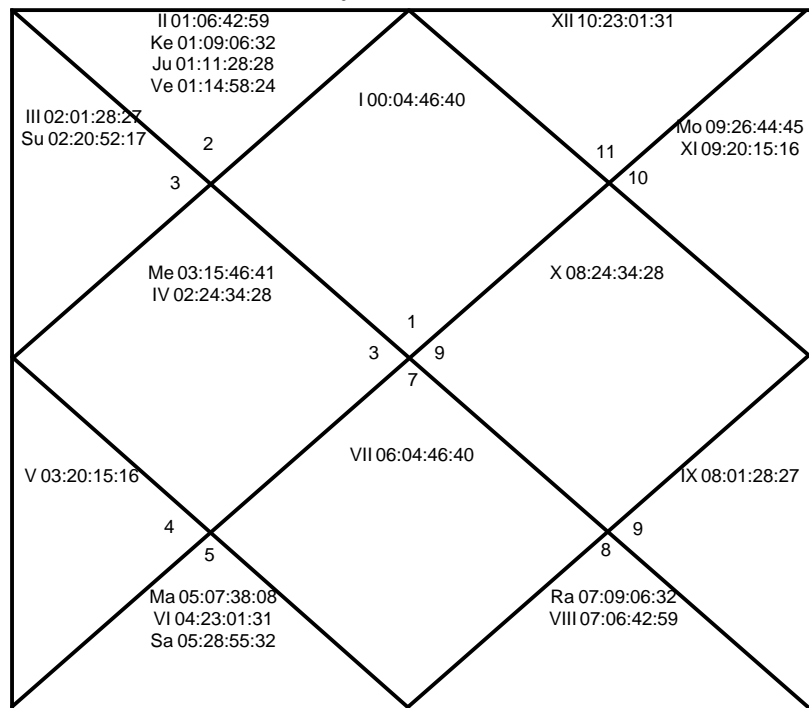 II 01:06:42:59
Ke 01:09:06:32
Ju 01:11:28:28
Ve 01:14:58:24
XII 10:23:01:31
I 00:04:46:40
III 02:01:28:27
Su 02:20:52:17
2
3
11
10
Mo 09:26:44:45
XI 09:20:15:16
Me 03:15:46:41
IV 02:24:34:28
X 08:24:34:28
1
3
9
7
V 03:20:15:16
VII 06:04:46:40
IX 08:01:28:27
4
5
9
8
Ma 05:07:38:08
VI 04:23:01:31
Sa 05:28:55:32
Ra 07:09:06:32
VIII 07:06:42:59